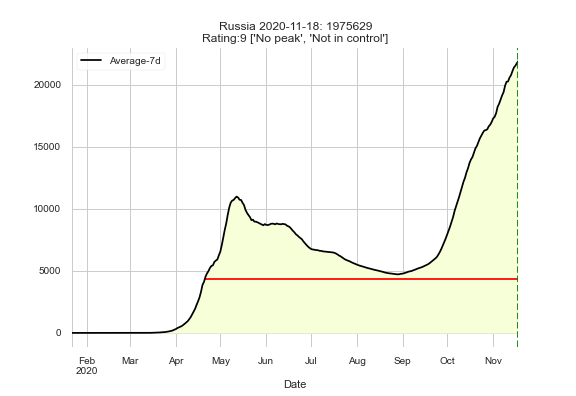 Russia 2020-11-18: 1975629
Rating:9 ['No peak', 'Not in control']
Average-7d
20000
15000
10000
5000
0
Feb Mar Apr May Jun Jul Aug Sep Oct Nov
2020
Date